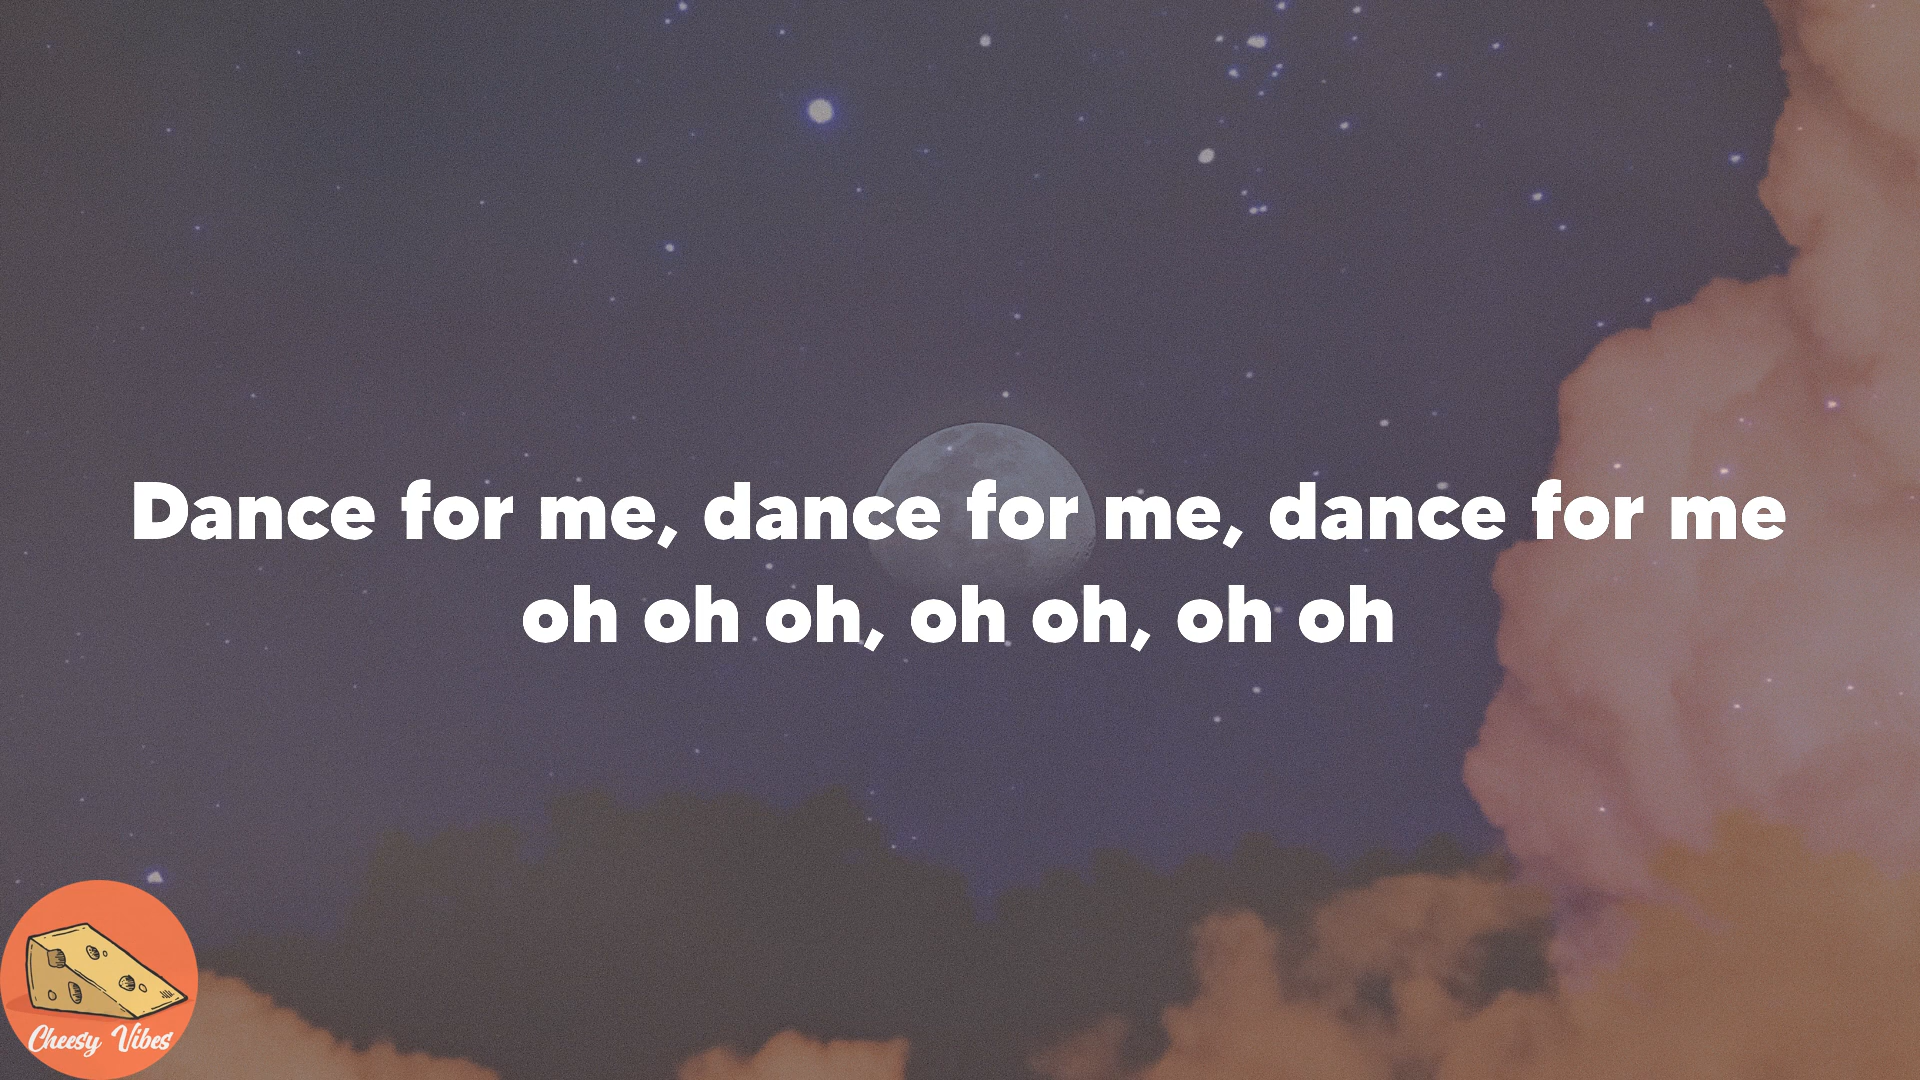 Dance for me, dance for me, dance for me
oh oh oh, oh oh, oh oh
Cheesy Vibes